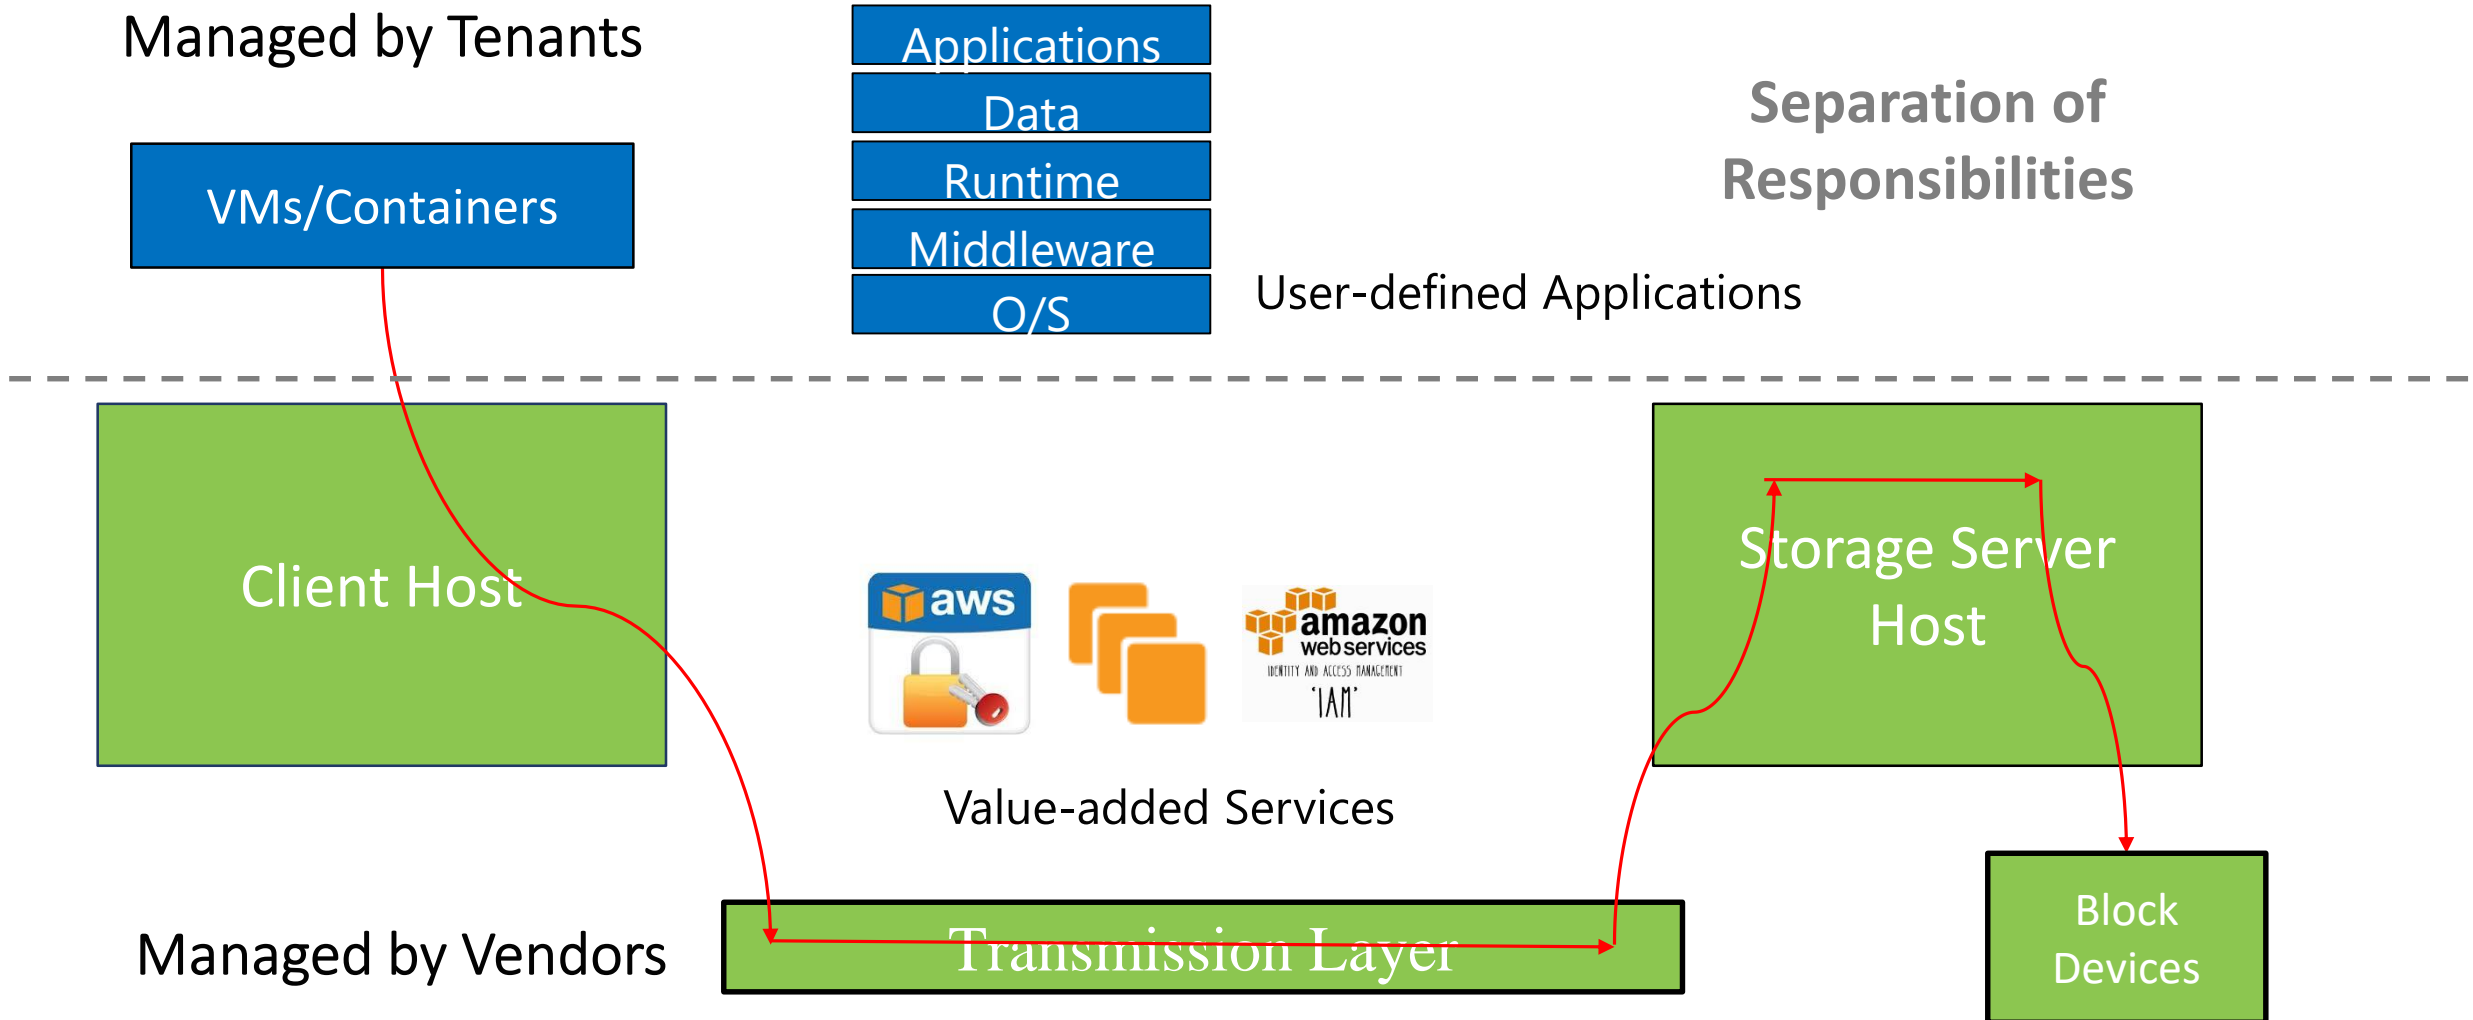 Managed by Tenants
Applications
Data
Runtime
Middleware
O/S
Separation of
Responsibilities
VMs/Containers
User-defined Applications
Client Host
Storage Server
Host
aws
amazon
web services
IDENTITY AND ACCESS MANAGEMENT
'IAM'
Value-added Services
Managed by Vendors
Transmission Layer
Block
Devices